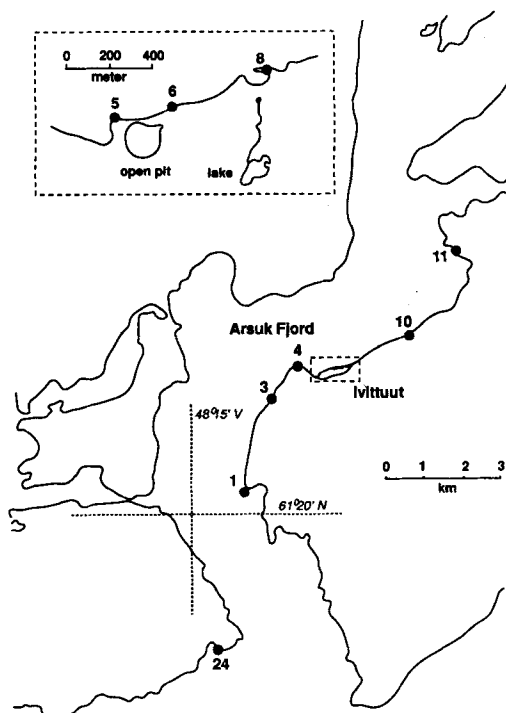 0 200 400
meter
8
6
5
open pit
lake
11
10
Arsuk Fjord
4
Ivittuut
3
48°15' V
0 1 2 3
km
1
61°20' N
24